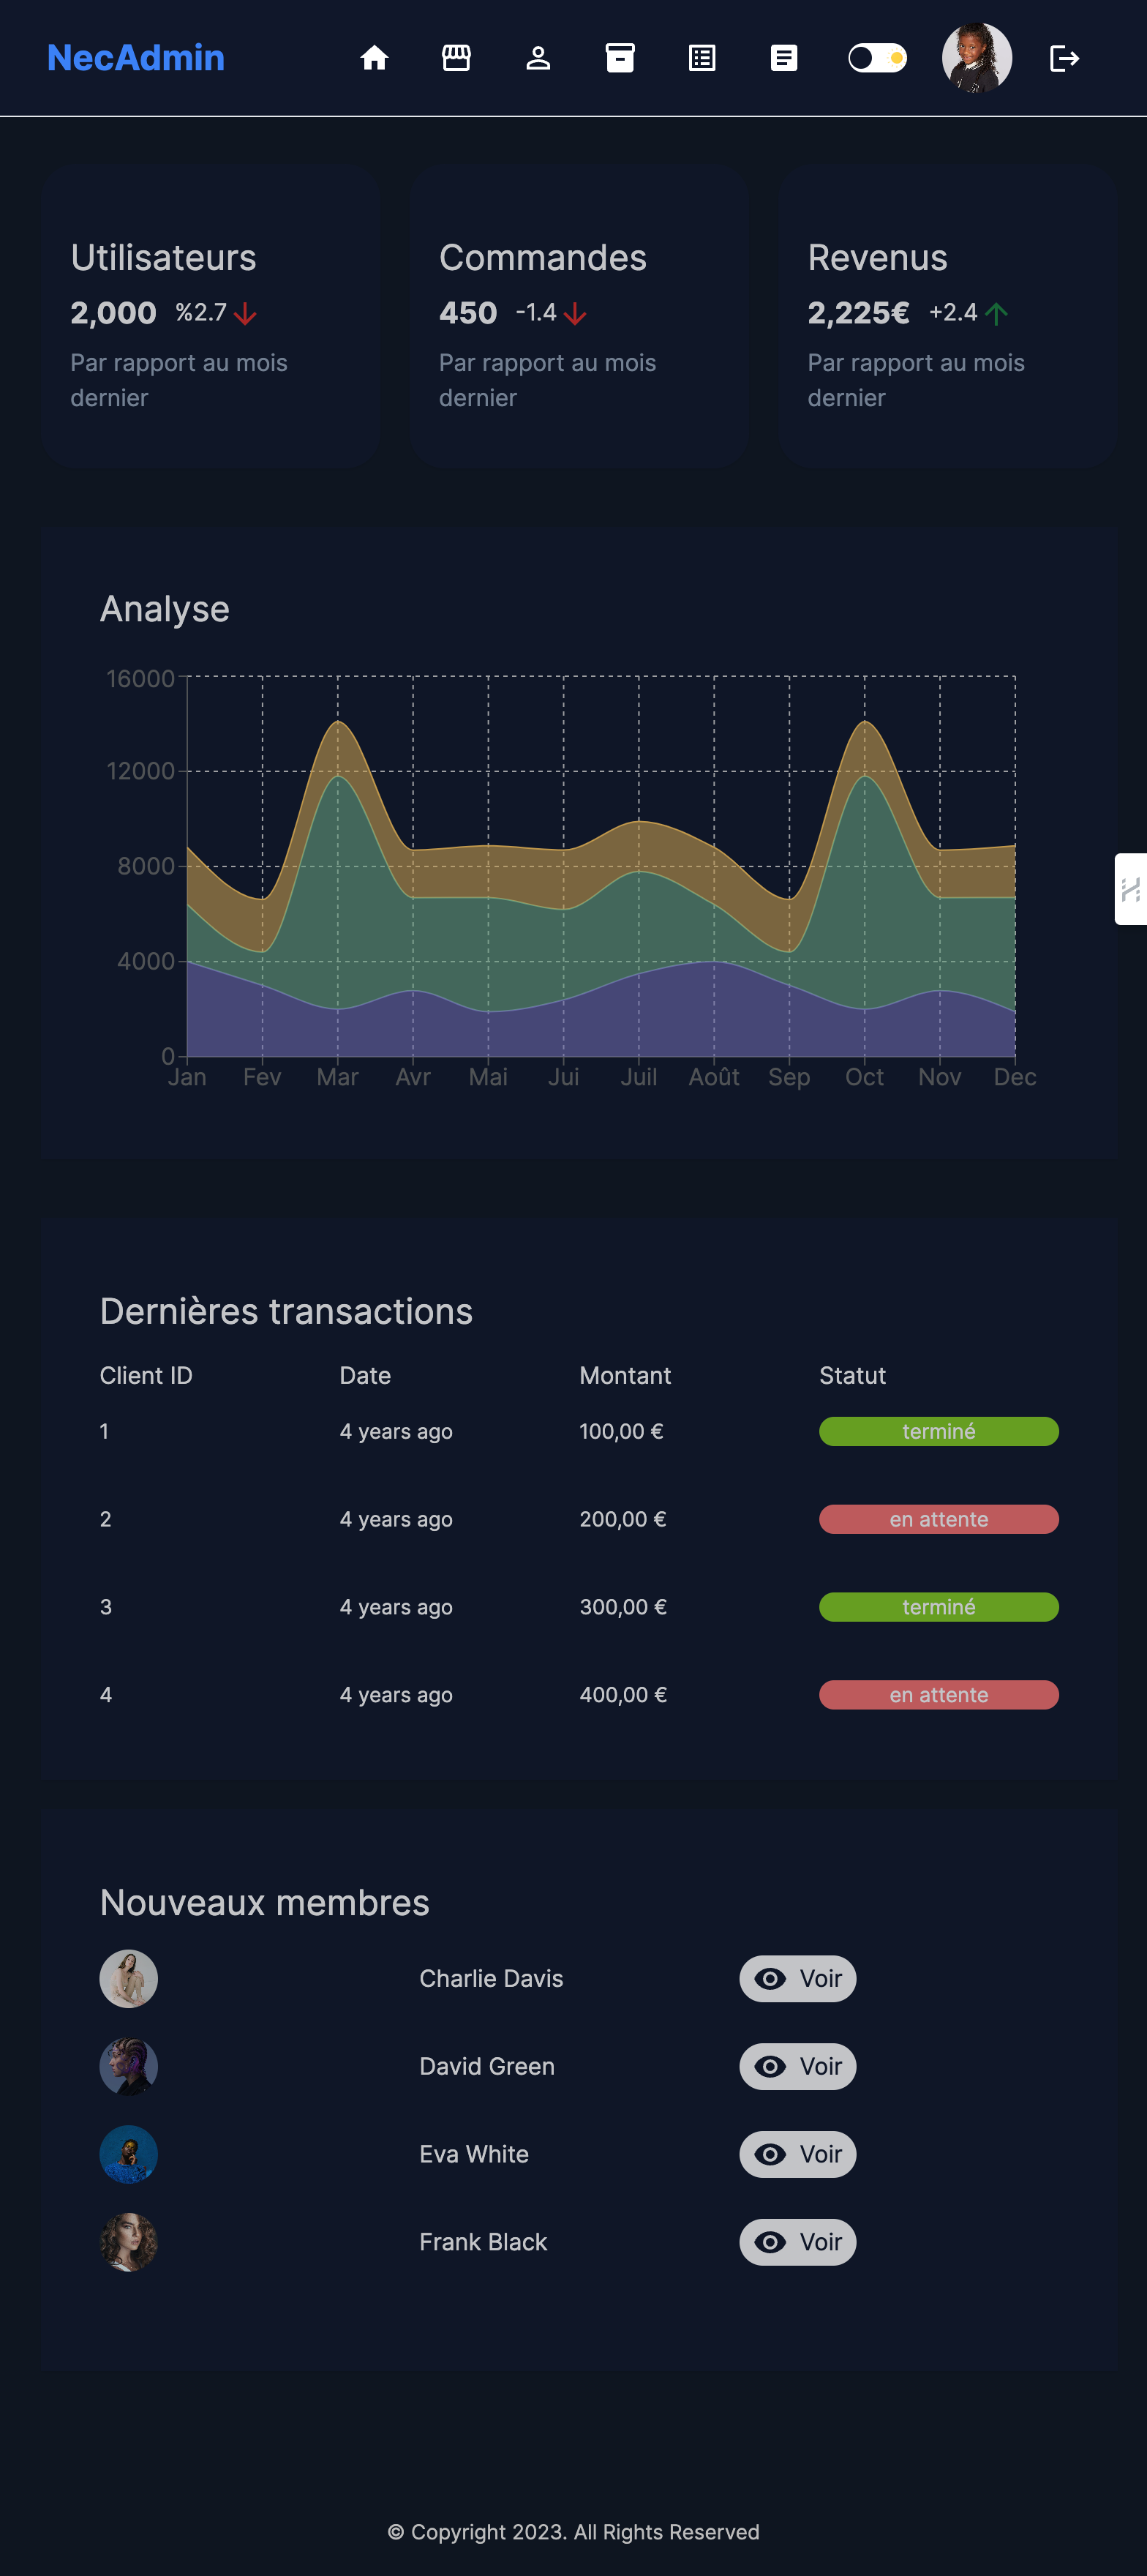 NecAdmin
Utilisateurs
2,000 %2.7
Par rapport au mois
dernier
Commandes
450 -1.4
Par rapport au mois
dernier
Revenus
2,225€ +2.4
Par rapport au mois
dernier
Analyse
16000
12000
8000
4000
0
Jan Fev Mar Avr Mai Jui Juil Août Sep Oct Nov Dec
Dernières transactions
Client ID Date Montant Statut
1 4 years ago 100,00 € terminé
2 4 years ago 200,00 € en attente
3 4 years ago 300,00 € terminé
4 4 years ago 400,00 € en attente
Nouveaux membres
Charlie Davis Voir
David Green Voir
Eva White Voir
Frank Black Voir
© Copyright 2023. All Rights Reserved